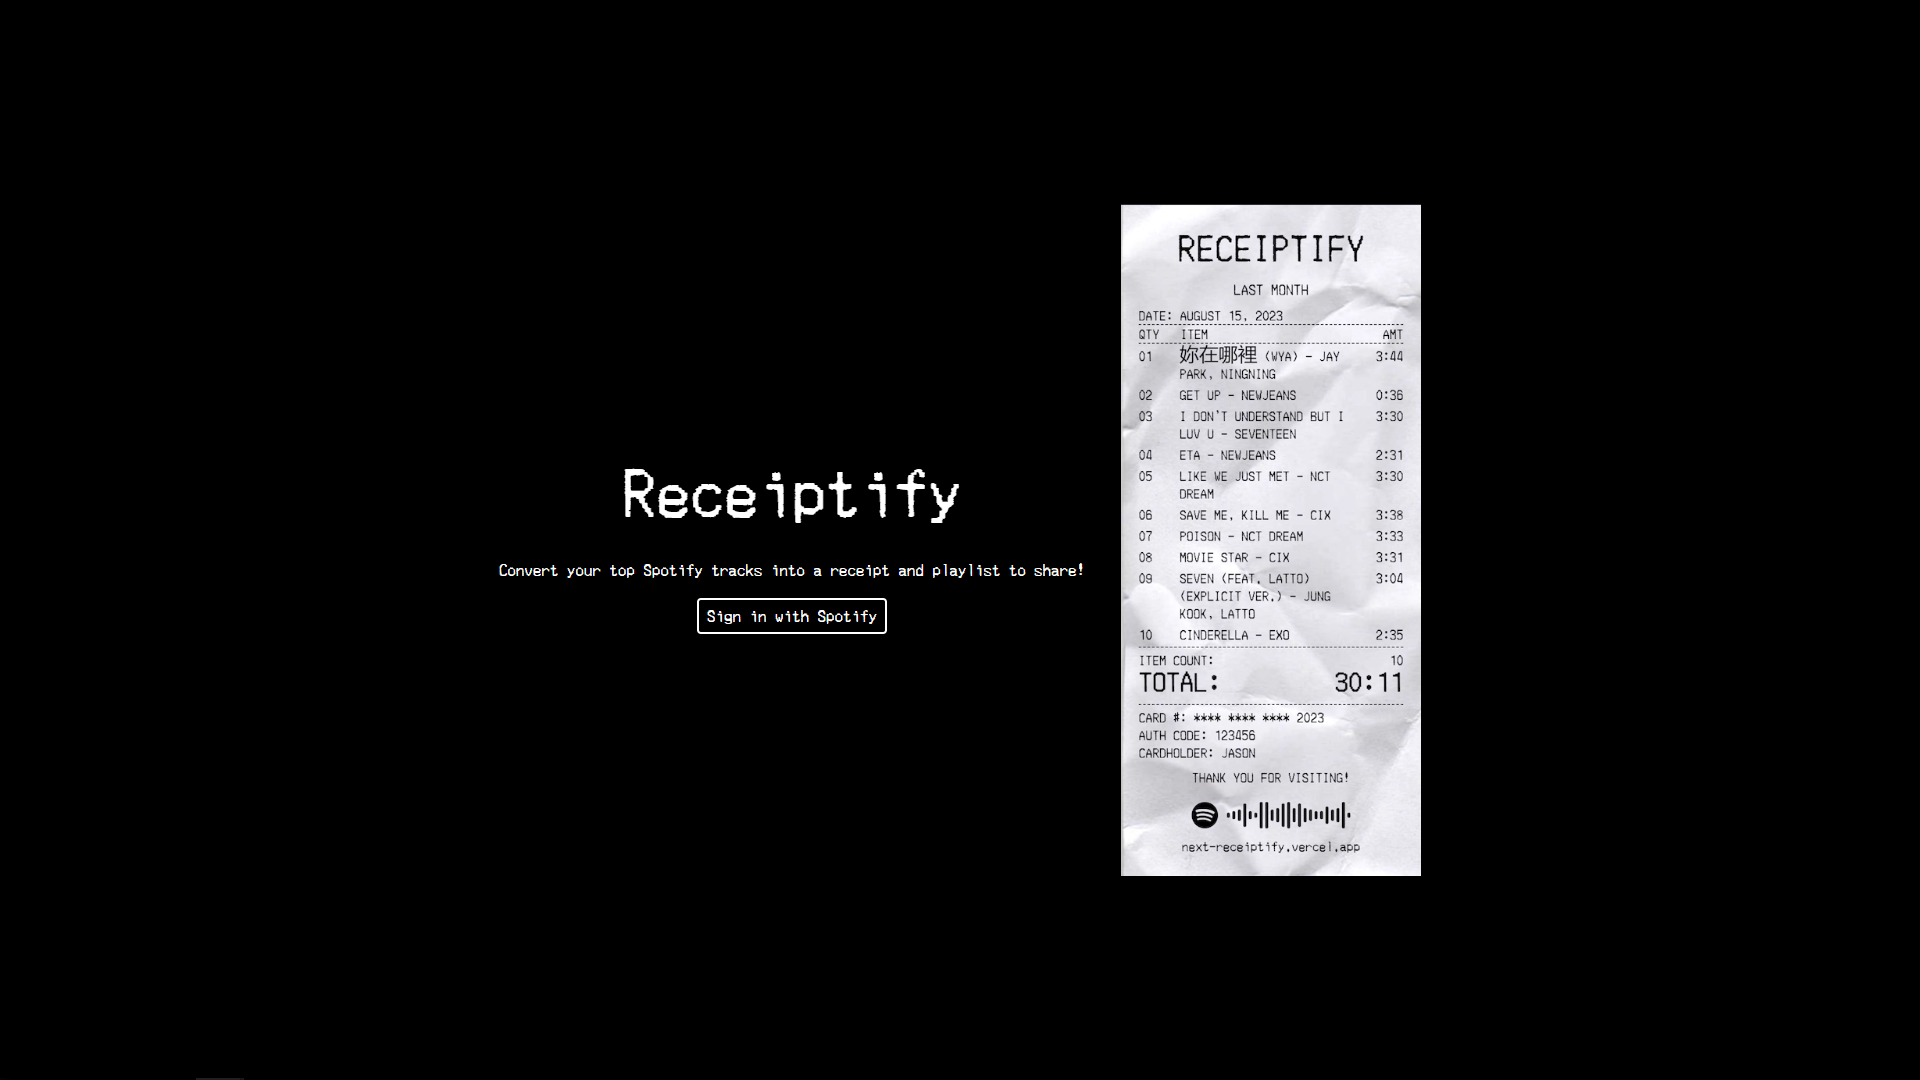 Receiptify
Convert your top Spotify tracks into a receipt and playlist to share!
Sign in with Spotify
RECEIPTIFY
LAST MONTH
DATE: AUGUST 15, 2023
QTY ITEM AMT
01 妳在哪裡 (WYA) - JAY 3:44
PARK, NINGNING
02 GET UP - NEWJEANS 0:36
03 I DON'T UNDERSTAND BUT I 3:30
LUV U - SEVENTEEN
04 ETA - NEWJEANS 2:31
05 LIKE WE JUST MET - NCT 3:30
DREAM
06 SAVE ME, KILL ME - CIX 3:38
07 POISON - NCT DREAM 3:33
08 MOVIE STAR - CIX 3:31
09 SEVEN (FEAT. LATTO) 3:04
(EXPLICIT VER.) - JUNG
KOOK, LATTO
10 CINDERELLA - EXO 2:35
ITEM COUNT: 10
TOTAL: 30:11
CARD #: **** **** **** 2023
AUTH CODE: 123456
CARDHOLDER: JASON
THANK YOU FOR VISITING!
next-receiptify.vercel.app